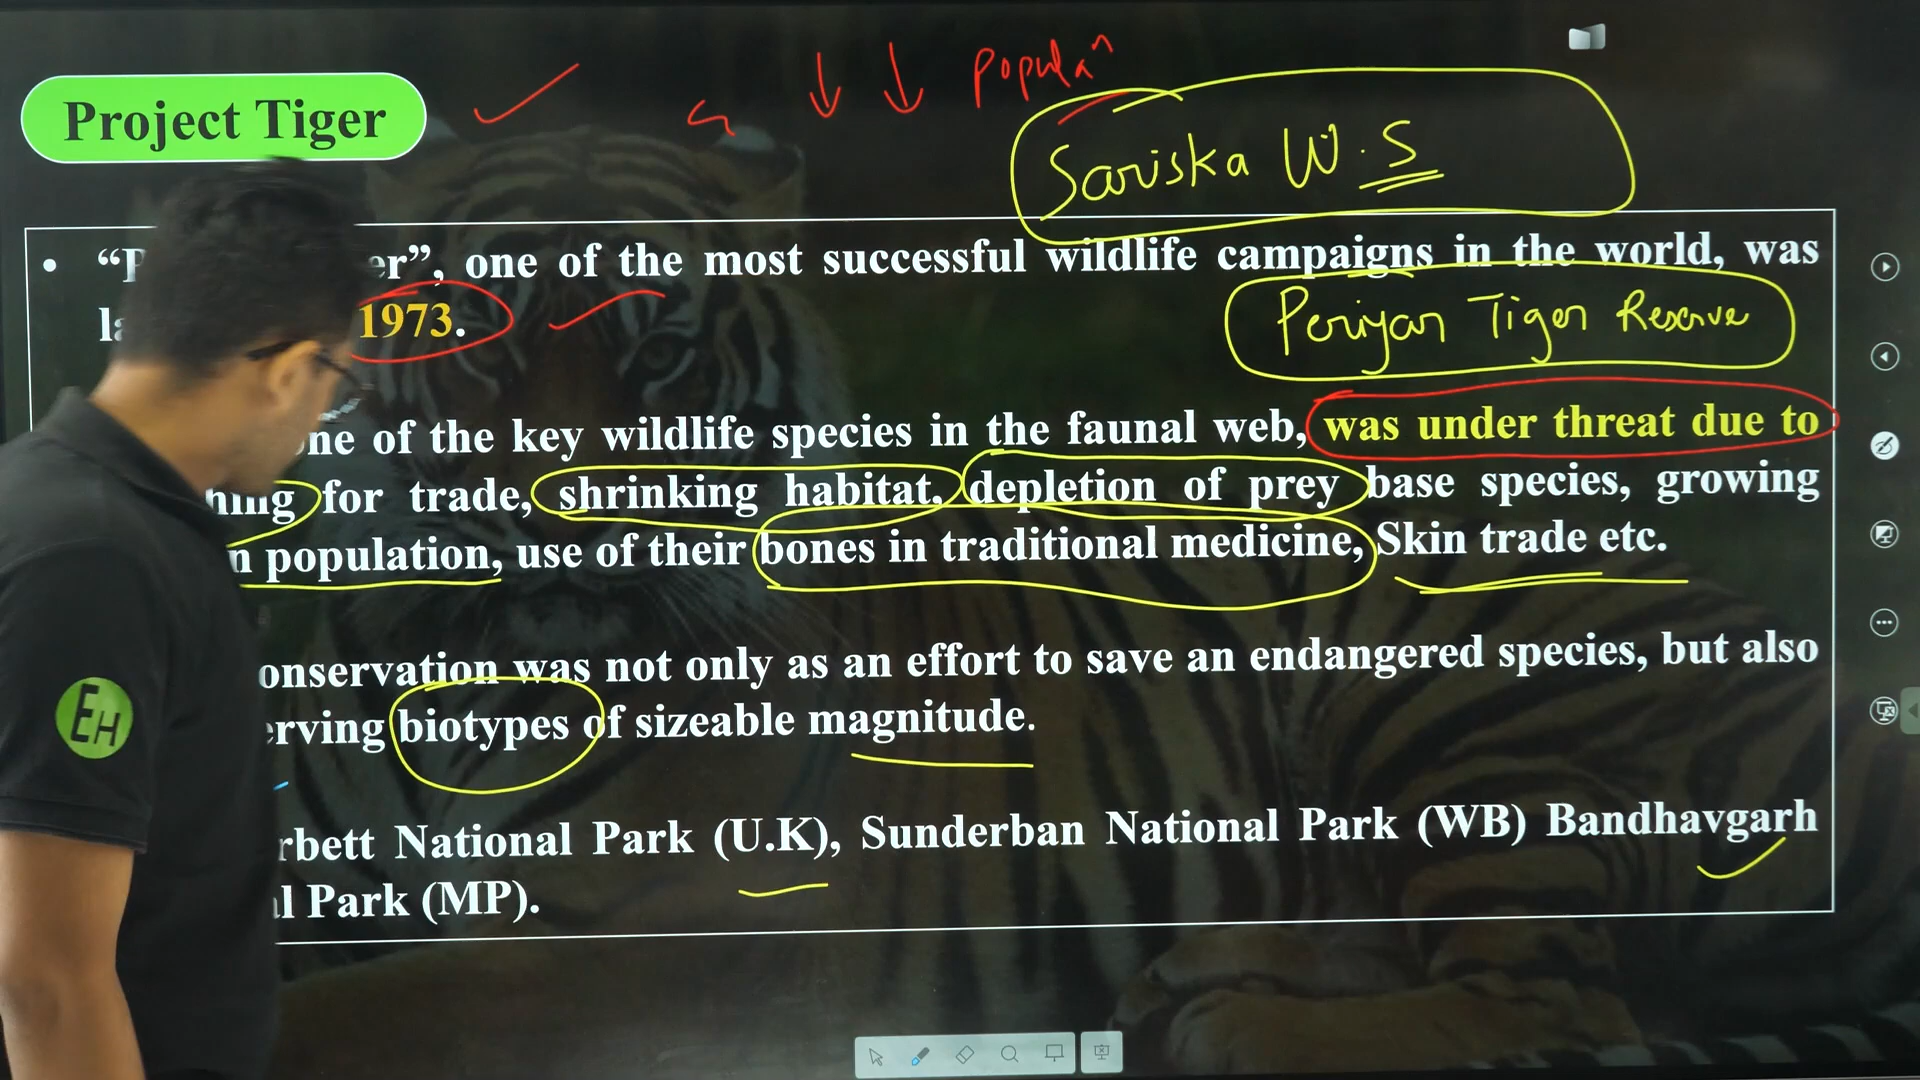 Populaⁿ
Project Tiger
Sariska W.S
er”, one of the most successful wildlife campaigns in the world, was
1973.
Periyar Tiger Reserve
ne of the key wildlife species in the faunal web, was under threat due to
hing for trade, shrinking habitat, depletion of prey base species, growing
n population, use of their bones in traditional medicine, Skin trade etc.
onservation was not only as an effort to save an endangered species, but also
erving biotypes of sizeable magnitude.
rbett National Park (U.K), Sunderban National Park (WB) Bandhavgarh
al Park (MP).
EH